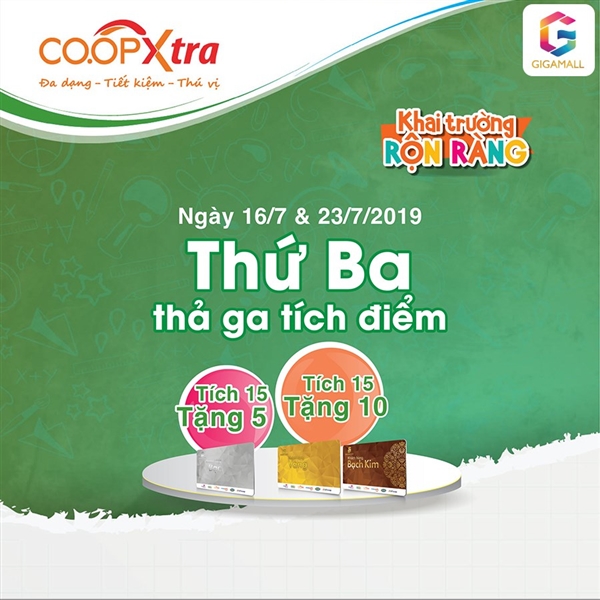 CO.OPXtra
Đa dạng - Tiết kiệm - Thú vị
GIGAMALL
Khai trường
RỘN RÀNG
Ngày 16/7 & 23/7/2019
Thứ Ba
thả ga tích điểm
Tích 15
Tặng 5
Tích 15
Tặng 10
Bạch Kim